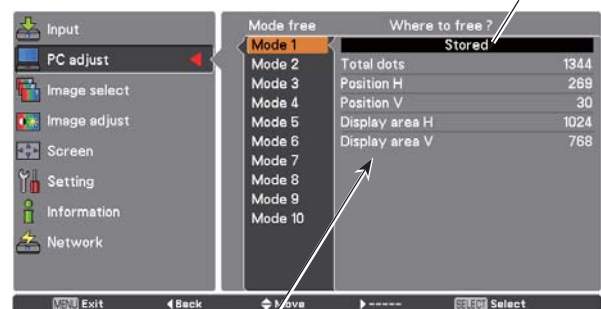 Input
PC adjust
Image select
Image adjust
Screen
Setting
Information
Network
Mode free
Mode 1
Mode 2
Mode 3
Mode 4
Mode 5
Mode 6
Mode 7
Mode 8
Mode 9
Mode 10
Where to free ?
Stored
Total dots 1344
Position H 269
Position V 30
Display area H 1024
Display area V 768
MENU Exit Back Move ----- SELECT Select